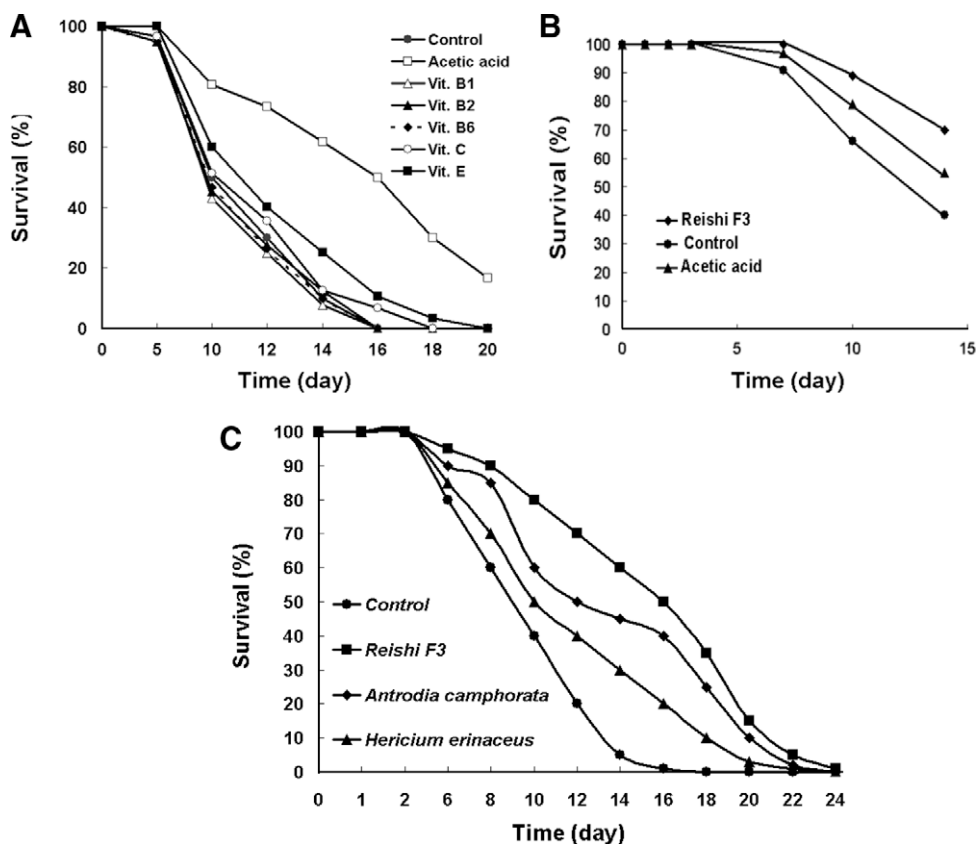 A
Survival (%)
100
80
60
40
20
0
0 5 10 12 14 16 18 20
Time (day)
Control
Acetic acid
Vit. B1
Vit. B2
Vit. B6
Vit. C
Vit. E
B
Survival (%)
100
90
80
70
60
50
40
30
20
10
0
0 5 10 15
Time (day)
Reishi F3
Control
Acetic acid
C
Survival (%)
100
90
80
70
60
50
40
30
20
10
0
0 1 2 6 8 10 12 14 16 18 20 22 24
Time (day)
Control
Reishi F3
Antrodia camphorata
Hericium erinaceus